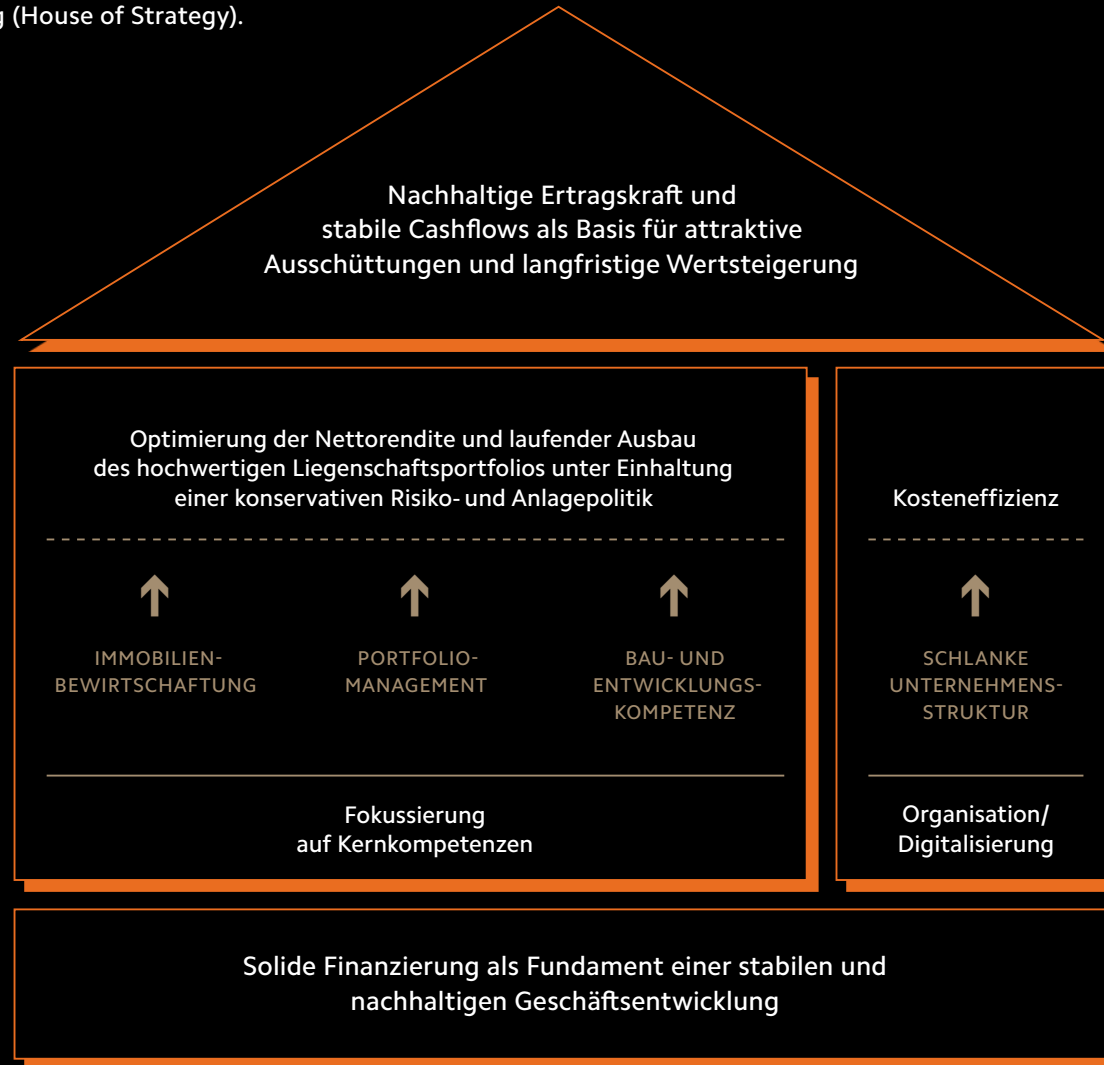 g (House of Strategy).
Nachhaltige Ertragskraft und
stabile Cashflows als Basis für attraktive
Ausschüttungen und langfristige Wertsteigerung
Optimierung der Nettorendite und laufender Ausbau
des hochwertigen Liegenschaftsportfolios unter Einhaltung
einer konservativen Risiko- und Anlagepolitik
IMMOBILIEN-
BEWIRTSCHAFTUNG
PORTFOLIO-
MANAGEMENT
BAU- UND
ENTWICKLUNGS-
KOMPETENZ
Fokussierung
auf Kernkompetenzen
Kosteneffizienz
SCHLANKE
UNTERNEHMENS-
STRUKTUR
Organisation/
Digitalisierung
Solide Finanzierung als Fundament einer stabilen und
nachhaltigen Geschäftsentwicklung